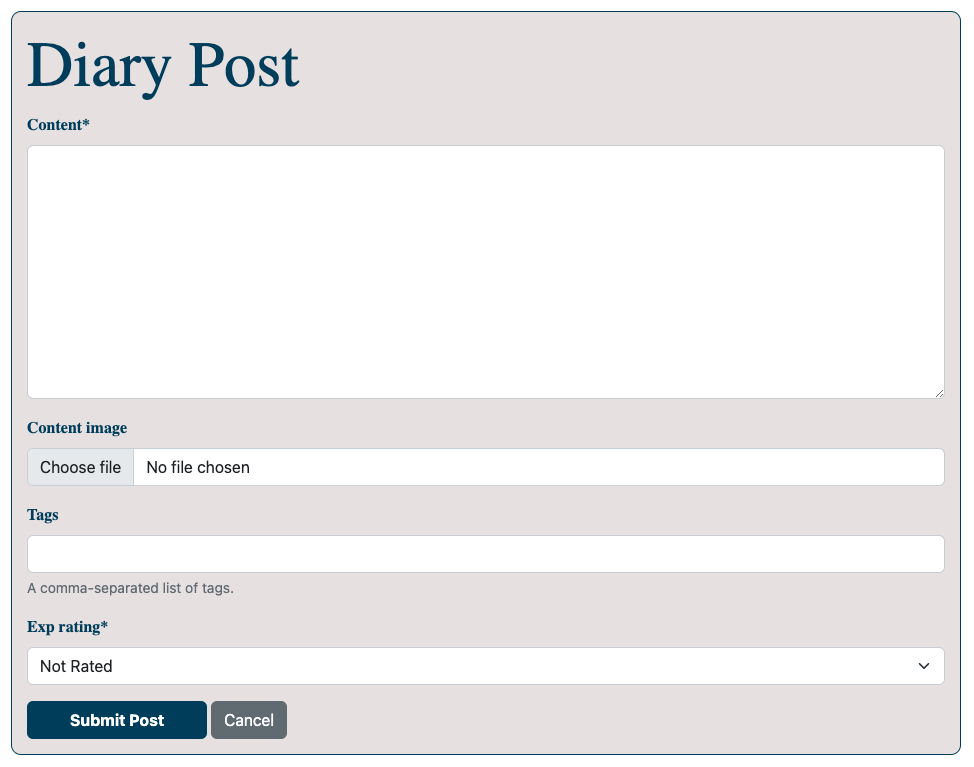 Diary Post
Content*
Content image
Choose file No file chosen
Tags
A comma-separated list of tags.
Exp rating*
Not Rated
Submit Post Cancel